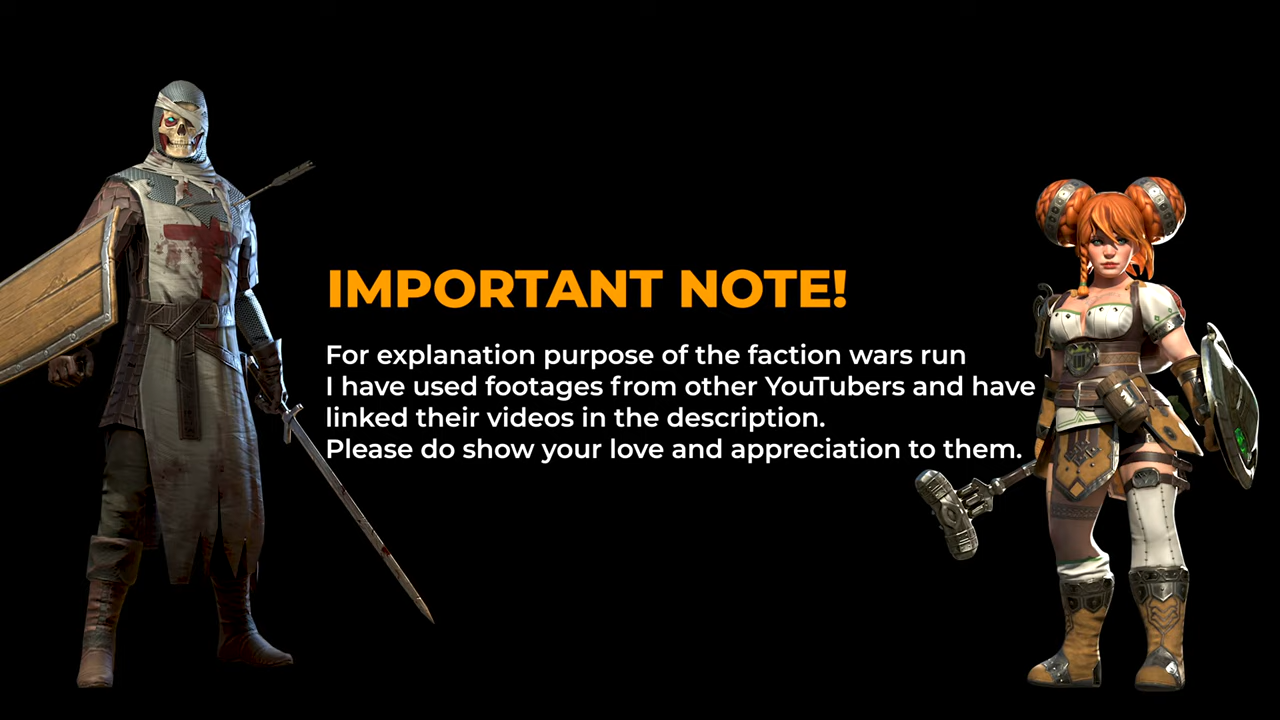 IMPORTANT NOTE!
For explanation purpose of the faction wars run
I have used footages from other YouTubers and have
linked their videos in the description.
Please do show your love and appreciation to them.